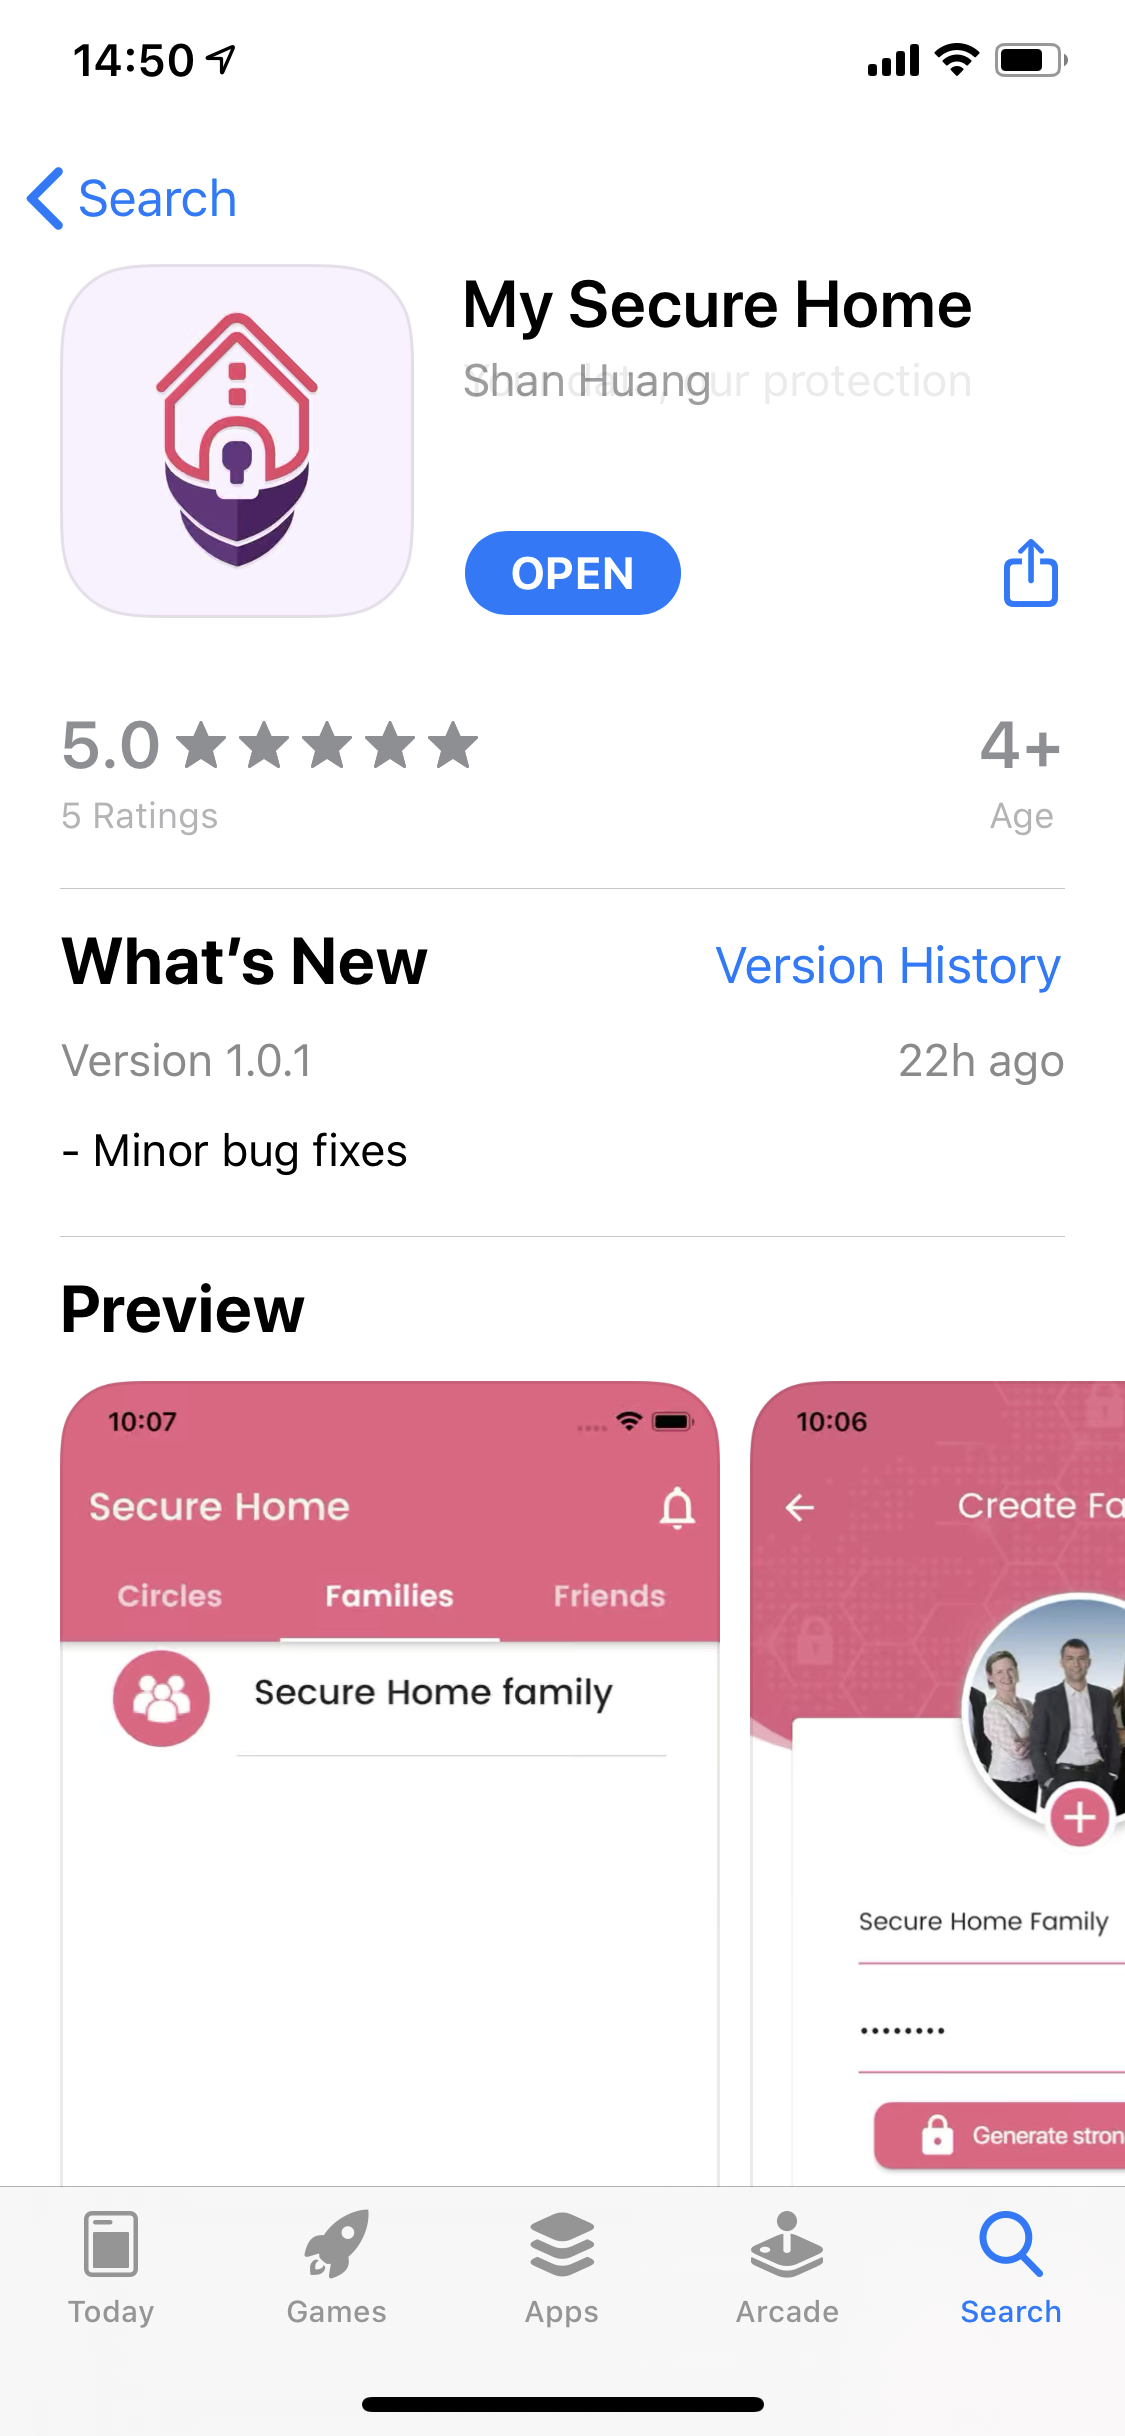 14:50
Search
My Secure Home
Shan Huang
protection
OPEN
5.0
4+
5 Ratings
Age
What's New
Version History
Version 1.0.1
22h ago
- Minor bug fixes
Preview
10:07
Secure Home
Circles Families Friends
Secure Home family
10:06
Create Fa
Secure Home Family
Generate stron
Today Games Apps Arcade Search